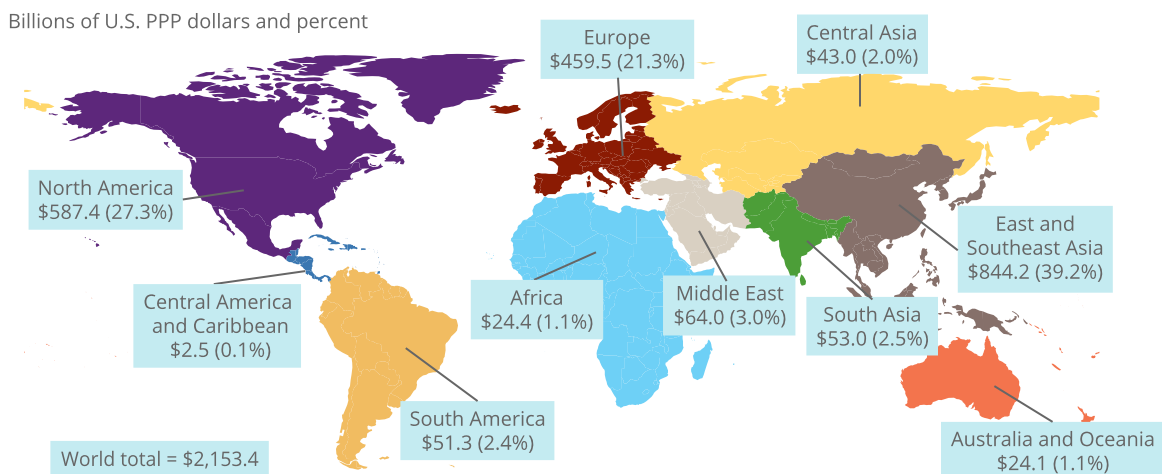 Billions of U.S. PPP dollars and percent
Europe
$459.5 (21.3%)
Central Asia
$43.0 (2.0%)
North America
$587.4 (27.3%)
East and
Southeast Asia
$844.2 (39.2%)
Central America
and Caribbean
$2.5 (0.1%)
Africa
$24.4 (1.1%)
Middle East
$64.0 (3.0%)
South Asia
$53.0 (2.5%)
South America
$51.3 (2.4%)
Australia and Oceania
$24.1 (1.1%)
World total = $2,153.4